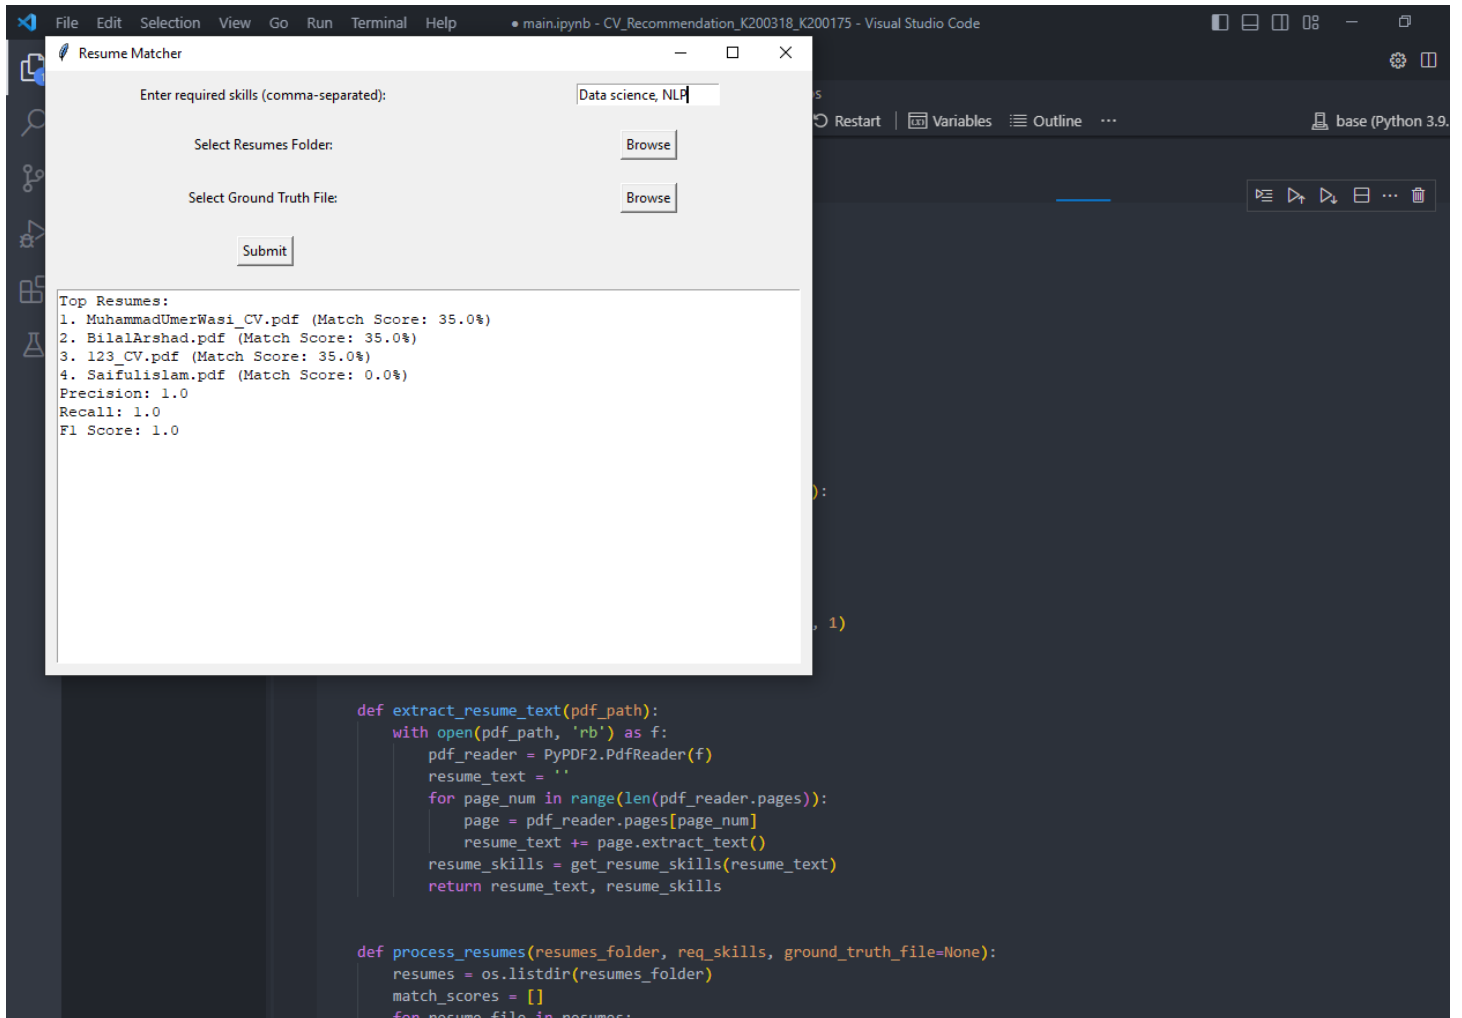 File Edit Selection View Go Run Terminal Help ● main.ipynb - CV_Recommendation_K200318_K200175 - Visual Studio Code
Resume Matcher
Enter required skills (comma-separated): Data science, NLP
Restart Variables Outline ··· base (Python 3.9.
Select Resumes Folder: Browse
Select Ground Truth File: Browse
Submit
Top Resumes:
1. MuhammadUmerWasi_CV.pdf (Match Score: 35.0%)
2. BilalArshad.pdf (Match Score: 35.0%)
3. 123_CV.pdf (Match Score: 35.0%)
4. Saifulislam.pdf (Match Score: 0.0%)
Precision: 1.0
Recall: 1.0
F1 Score: 1.0
):
, 1)
def extract_resume_text(pdf_path):
with open(pdf_path, 'rb') as f:
pdf_reader = PyPDF2.PdfReader(f)
resume_text = ''
for page_num in range(len(pdf_reader.pages)):
page = pdf_reader.pages[page_num]
resume_text += page.extract_text()
resume_skills = get_resume_skills(resume_text)
return resume_text, resume_skills
def process_resumes(resumes_folder, req_skills, ground_truth_file=None):
resumes = os.listdir(resumes_folder)
match_scores = []
for resume_file in resumes: